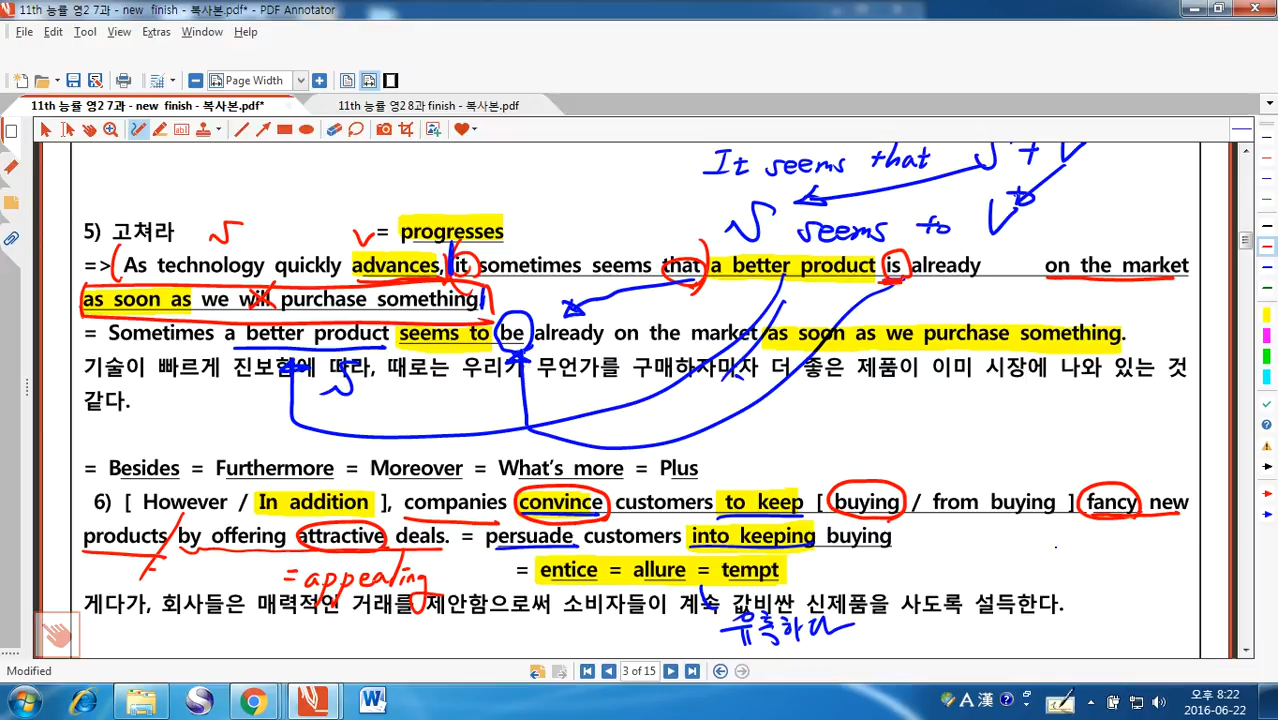 11th 능률 영2 7과 - new finish - 복사본.pdf* - PDF Annotator
File Edit Tool View Extras Window Help
Page Width
11th 능률 영2 7과 - new finish - 복사본.pdf* 11th 능률 영2 8과 finish - 복사본.pdf
It seems that S + V
S seems to V
to
5) 고쳐라 S V = progresses
=> ( As technology quickly advances, it sometimes seems that ) a better product is already on the market
as soon as we will purchase something.
= Sometimes a better product seems to be already on the market as soon as we purchase something.
기술이 빠르게 진보함에 따라, 때로는 우리가 무언가를 구매하자마자 더 좋은 제품이 이미 시장에 나와 있는 것
S
같다.
= Besides = Furthermore = Moreover = What's more = Plus
6) [ However / In addition ], companies convince customers to keep [ buying / from buying ] fancy new
products by offering attractive deals. = persuade customers into keeping buying
= appealing = entice = allure = tempt
게다가, 회사들은 매력적인 거래를 제안함으로써 소비자들이 계속 값비싼 신제품을 사도록 설득한다.
유혹하다
Modified 3 of 15
A 漢 오후 8:22
2016-06-22